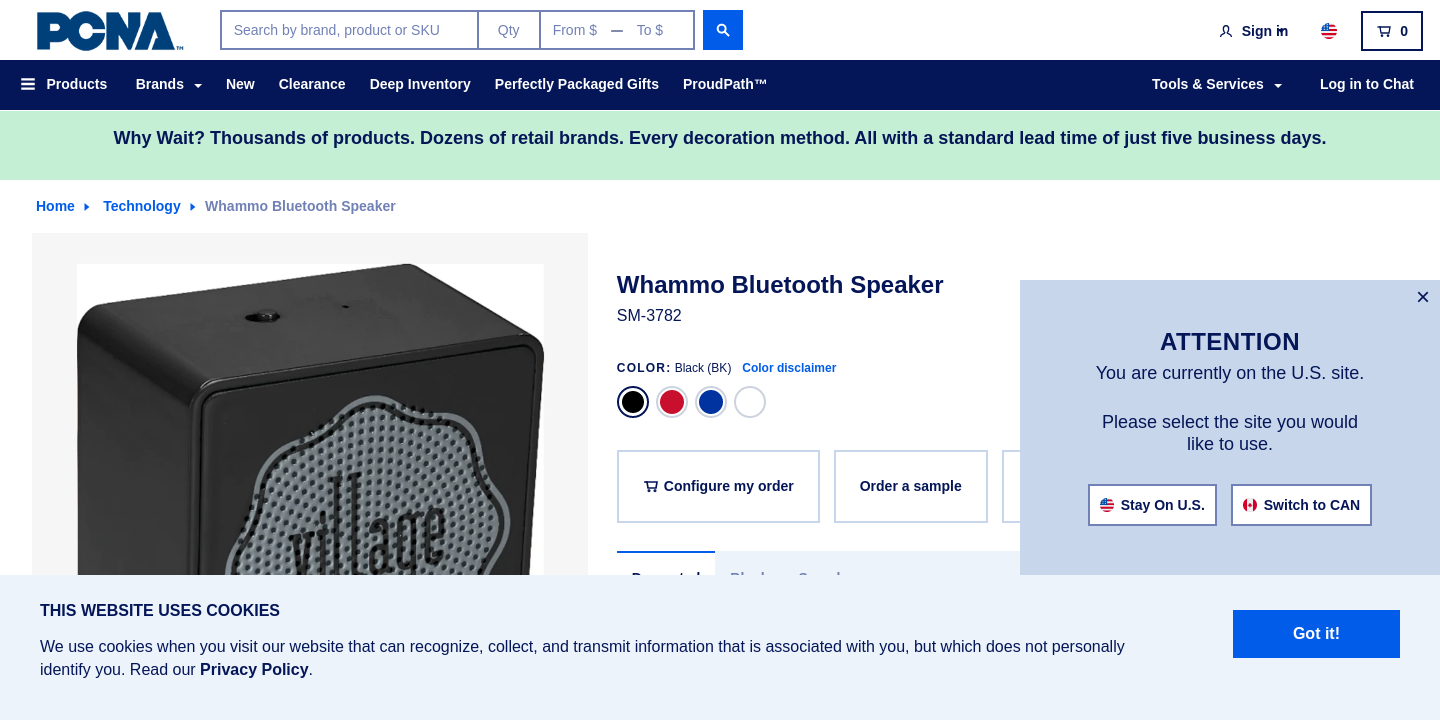 PCNA™
Search by brand, product or SKU
Qty
From $ — To $
Sign in
0
Products
Brands
New
Clearance
Deep Inventory
Perfectly Packaged Gifts
ProudPath™
Tools & Services
Log in to Chat
Why Wait? Thousands of products. Dozens of retail brands. Every decoration method. All with a standard lead time of just five business days.
Home
Technology
Whammo Bluetooth Speaker
village
Whammo Bluetooth Speaker
SM-3782
COLOR: Black (BK) Color disclaimer
Configure my order
Order a sample
×
ATTENTION
You are currently on the U.S. site.
Please select the site you would
like to use.
Stay On U.S.
Switch to CAN
THIS WEBSITE USES COOKIES
We use cookies when you visit our website that can recognize, collect, and transmit information that is associated with you, but which does not personally
identify you. Read our Privacy Policy.
Got it!